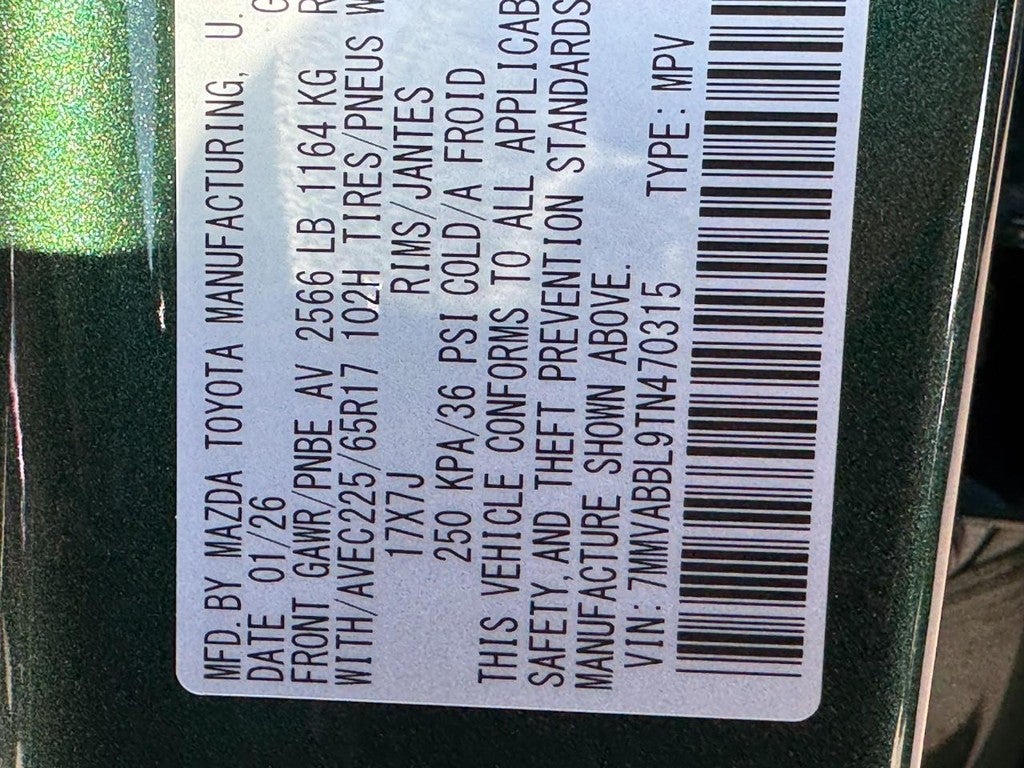 MFD. BY MAZDA TOYOTA MANUFACTURING, U.
DATE 01/26 G
FRONT GAWR/PNBE AV 2566 LB 1164 KG R
WITH/AVEC225/65R17 102H TIRES/PNEUS W
17X7J RIMS/JANTES
250 KPA/36 PSI COLD/A FROID
THIS VEHICLE CONFORMS TO ALL APPLICAB
SAFETY, AND THEFT PREVENTION STANDARDS
MANUFACTURE SHOWN ABOVE.
VIN: 7MMVABBL9TN470315 TYPE: MPV